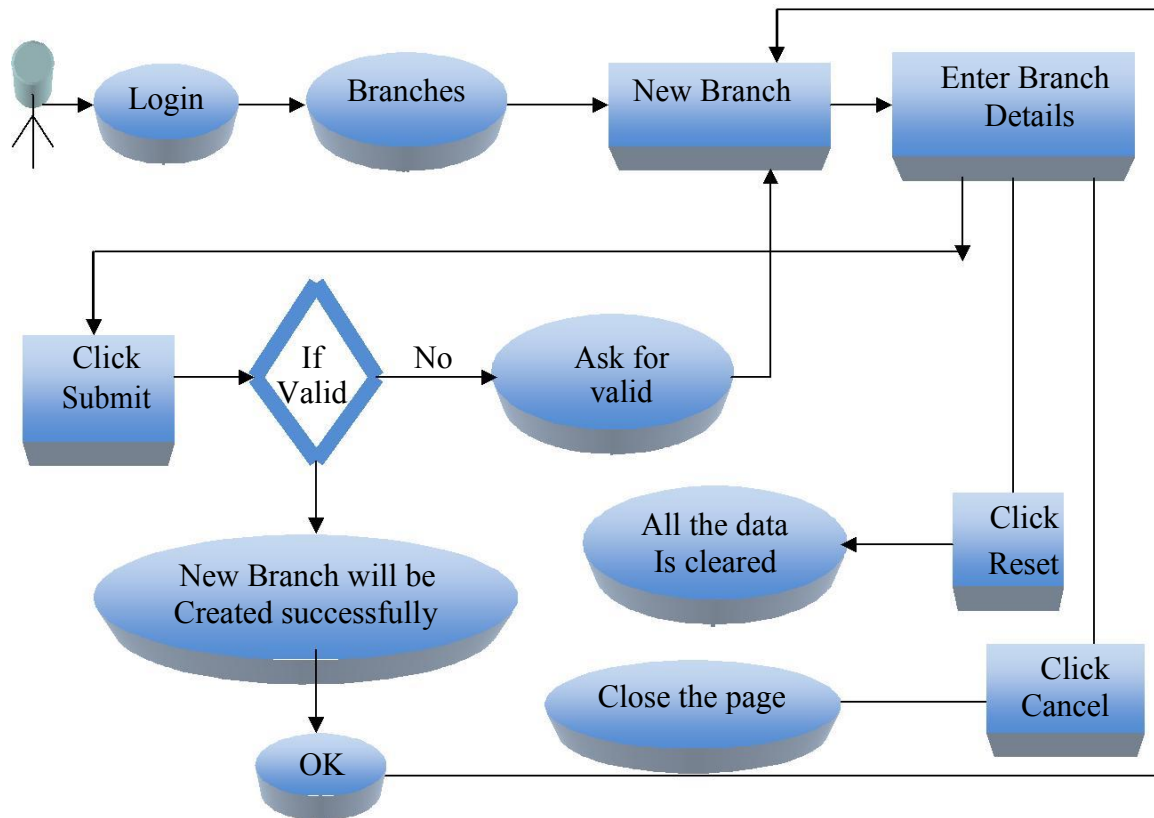 Login
Branches
New Branch
Enter Branch
Details
Click
Submit
If
Valid
No
Ask for
valid
All the data
Is cleared
Click
Reset
New Branch will be
Created successfully
Close the page
Click
Cancel
OK